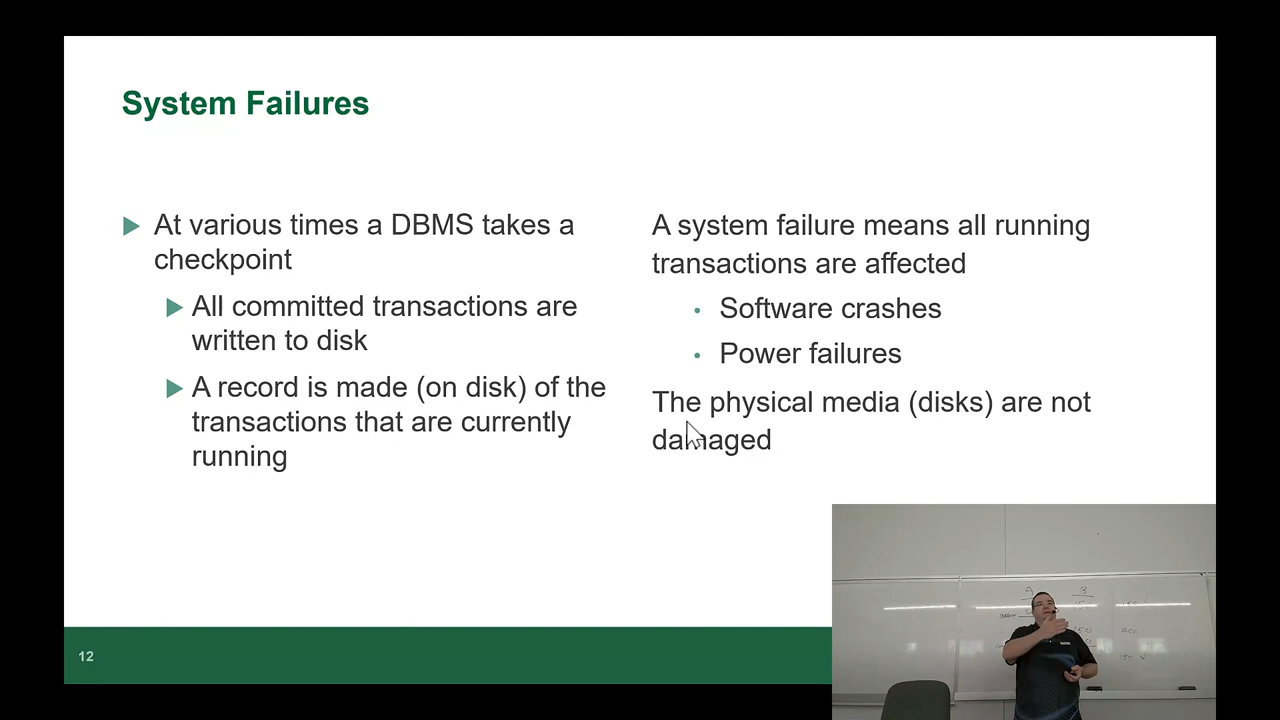 System Failures
At various times a DBMS takes a
checkpoint
All committed transactions are
written to disk
A record is made (on disk) of the
transactions that are currently
running
A system failure means all running
transactions are affected
Software crashes
Power failures
The physical media (disks) are not
damaged
12
A B